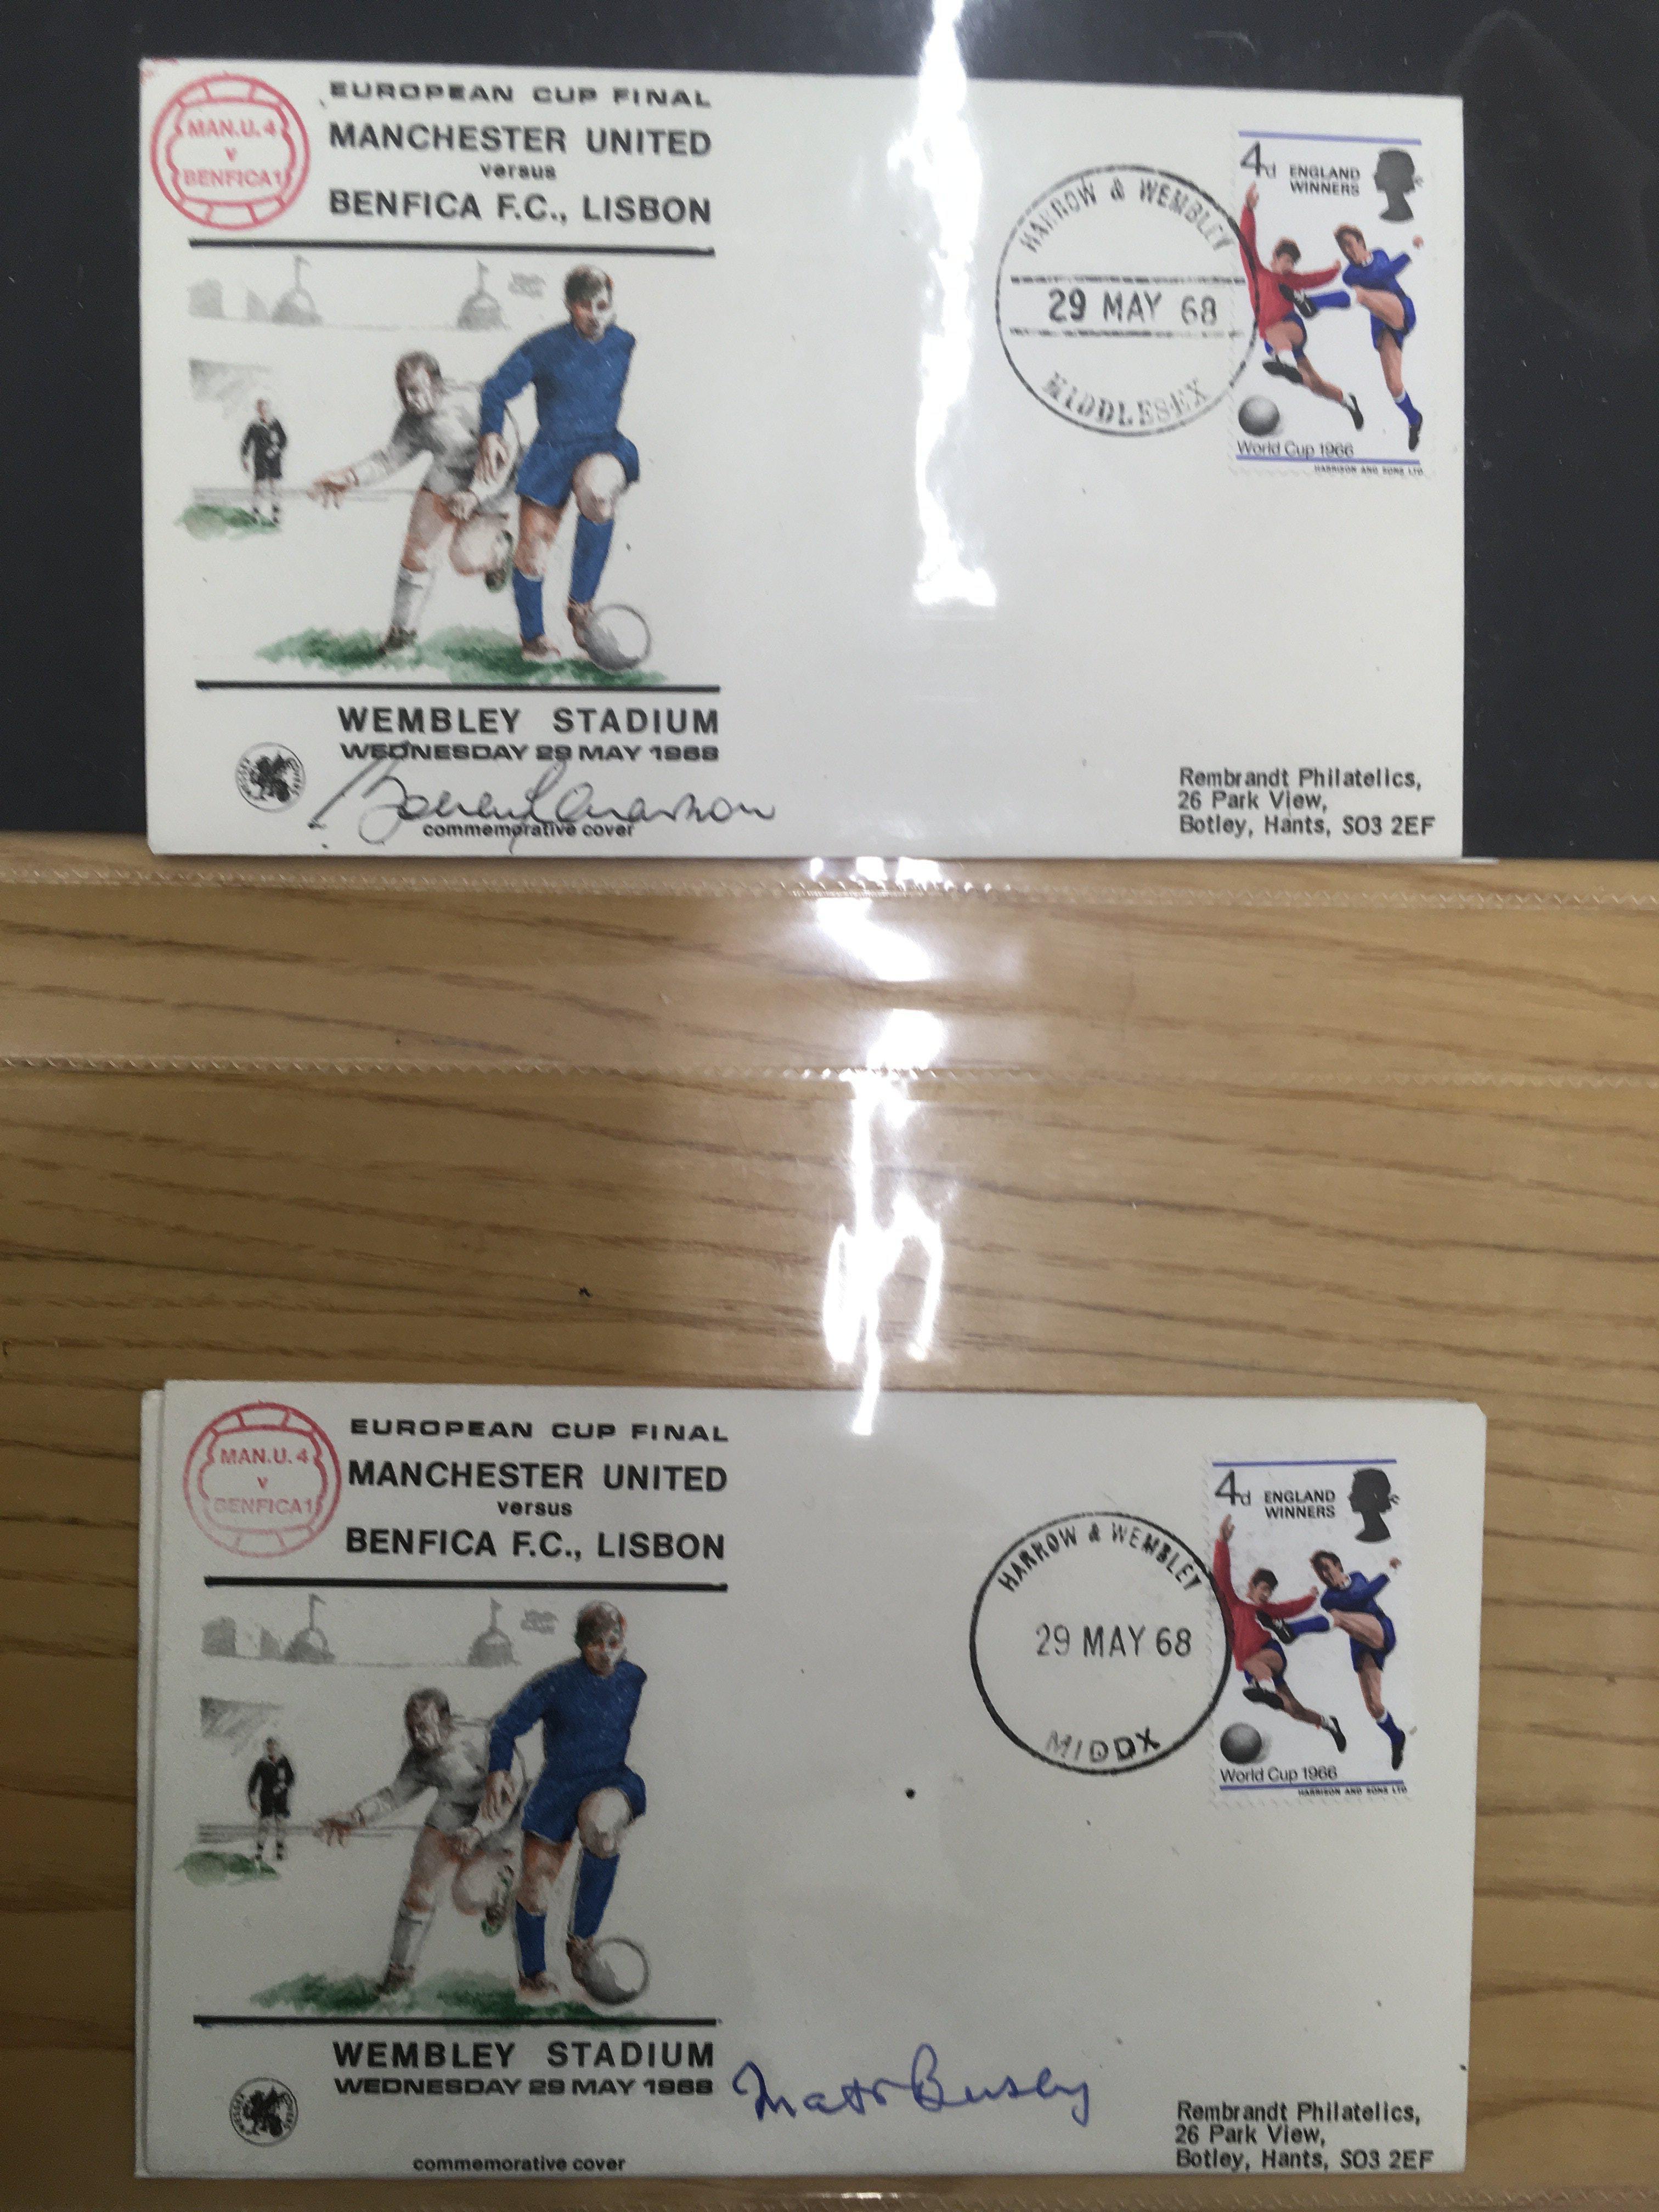 MAN.U.4
v
BENFICA1
EUROPEAN CUP FINAL
MANCHESTER UNITED
versus
BENFICA F.C., LISBON
HARROW & WEMBLEY
29 MAY 68
MIDDLESEX
4d ENGLAND
WINNERS
World Cup 1966
HARRISON AND SONS LTD
WEMBLEY STADIUM
WEDNESDAY 29 MAY 1968
commemorative cover
Rembrandt Philatelics,
26 Park View,
Botley, Hants, SO3 2EF
MAN.U.4
v
BENFICA1
EUROPEAN CUP FINAL
MANCHESTER UNITED
versus
BENFICA F.C., LISBON
HARROW & WEMBLEY
29 MAY 68
MIDDX
4d ENGLAND
WINNERS
World Cup 1966
HARRISON AND SONS LTD
WEMBLEY STADIUM
WEDNESDAY 29 MAY 1968
Matt Busby
commemorative cover
Rembrandt Philatelics,
26 Park View,
Botley, Hants, SO3 2EF